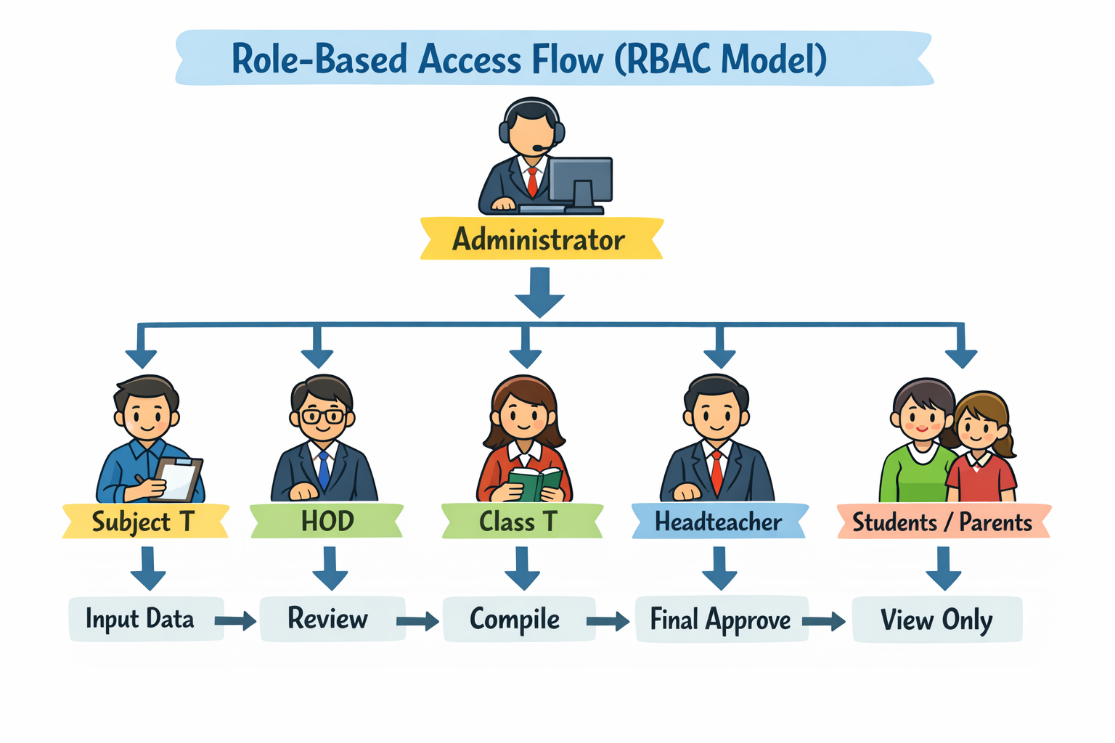 Role-Based Access Flow (RBAC Model)
Administrator
Subject T
HOD
Class T
Headteacher
Students / Parents
Input Data
Review
Compile
Final Approve
View Only